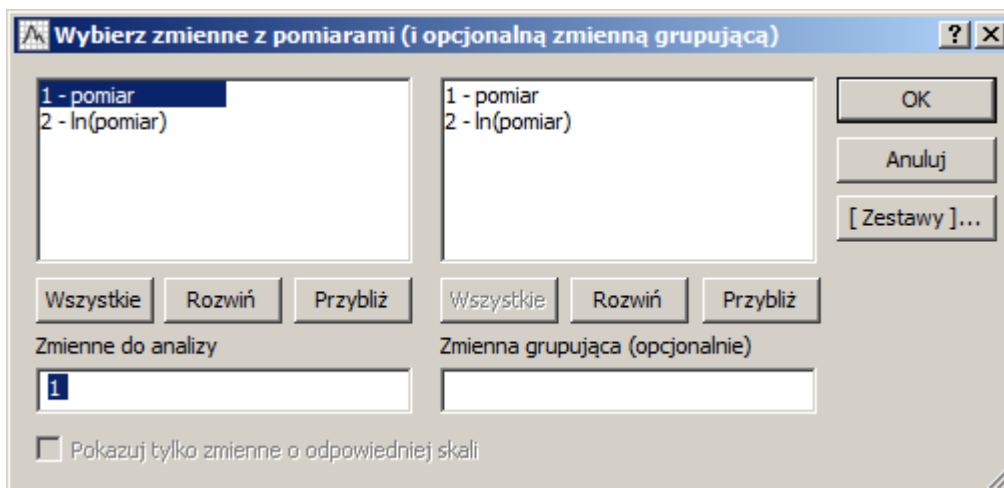 Wybierz zmienne z pomiarami (i opcjonalną zmienną grupującą)
1 - pomiar
2 - ln(pomiar)
1 - pomiar
2 - ln(pomiar)
OK
Anuluj
[ Zestawy ]...
Wszystkie Rozwiń Przybliż
Wszystkie Rozwiń Przybliż
Zmienne do analizy
Zmienna grupująca (opcjonalnie)
1
Pokazuj tylko zmienne o odpowiedniej skali